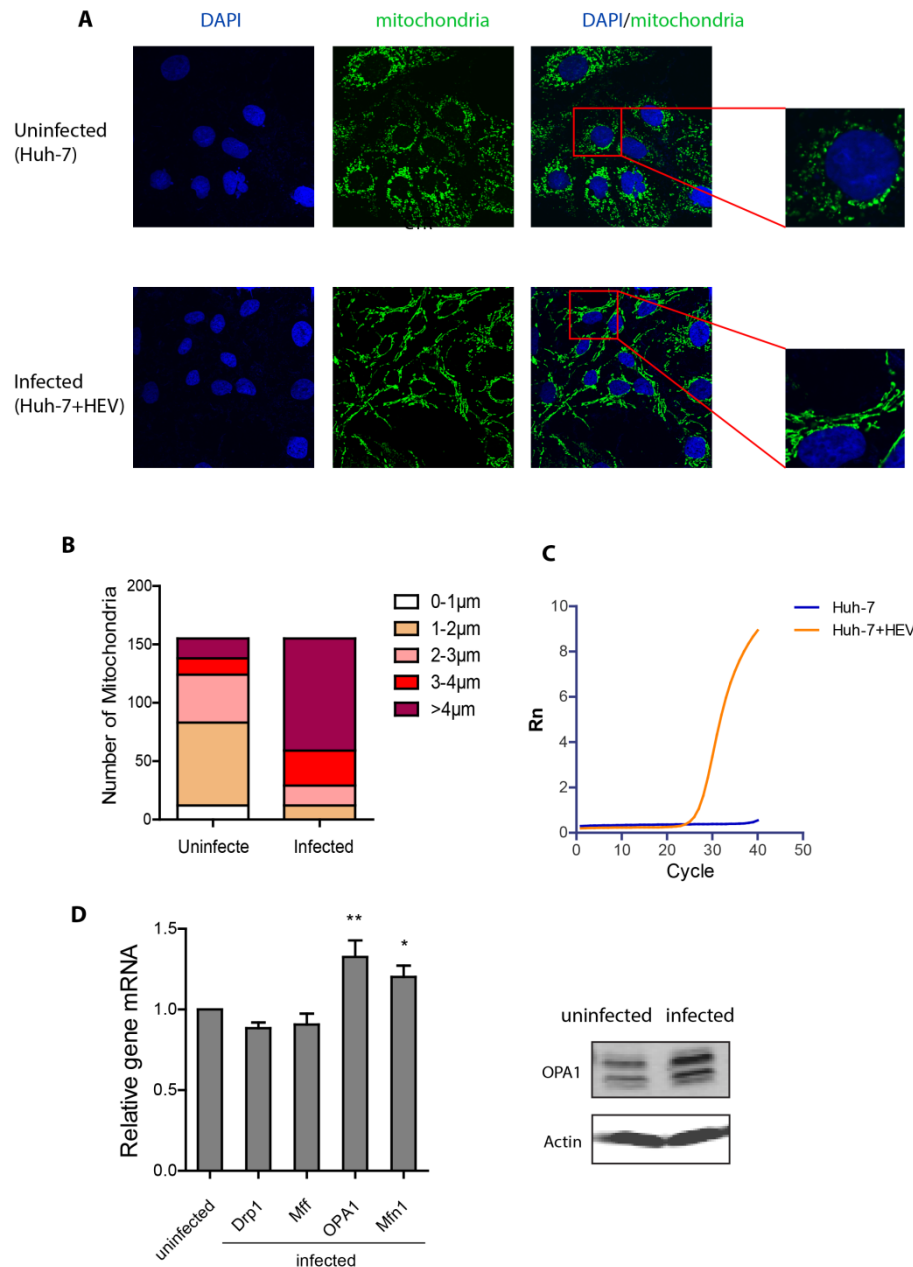 A
DAPI
mitochondria
DAPI/mitochondria
Uninfected
(Huh-7)
Infected
(Huh-7+HEV)
B
200
150
100
50
0
Number of Mitochondria
Uninfecte
Infected
0-1µm
1-2µm
2-3µm
3-4µm
>4µm
C
10
8
6
4
2
0
Rn
0 10 20 30 40 50
Cycle
Huh-7
Huh-7+HEV
D
1.5
1.0
0.5
0.0
Relative gene mRNA
**
*
uninfected
Drp1
Mff
OPA1
Mfn1
infected
uninfected infected
OPA1
Actin